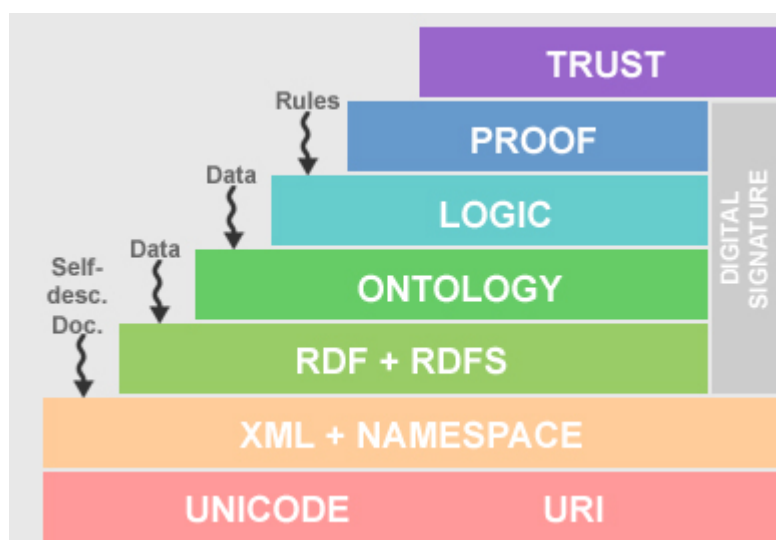 TRUST
Rules
PROOF
Data
LOGIC
Data
Self-
desc.
Doc.
ONTOLOGY
DIGITAL
SIGNATURE
RDF + RDFS
XML + NAMESPACE
UNICODE URI